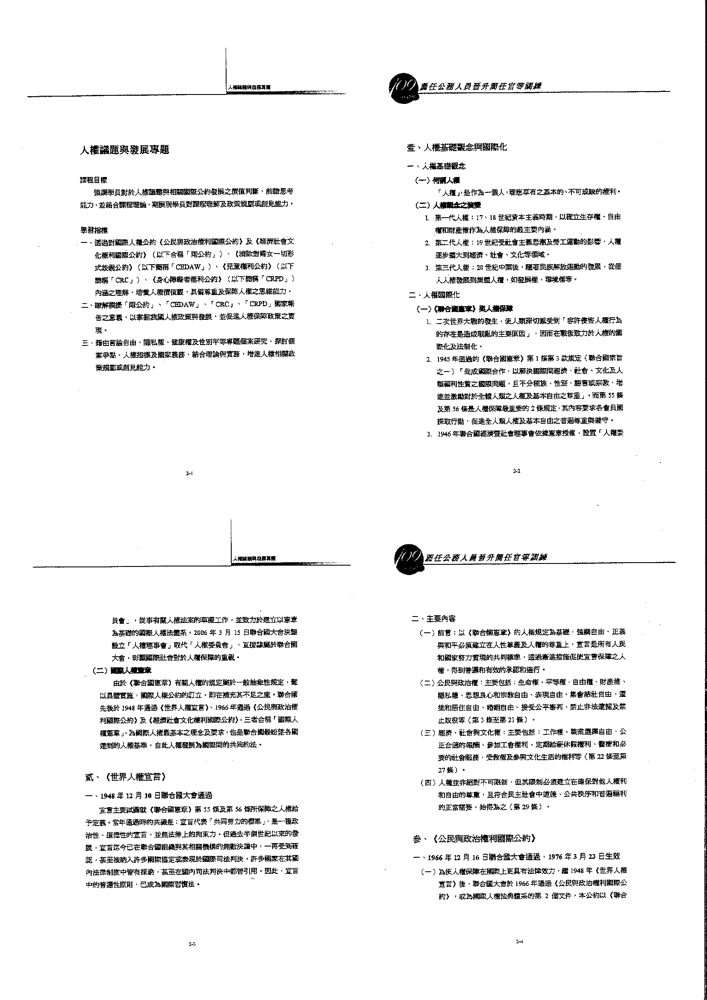 人權議題與發展專題
人權議題與發展專題
課程目標
強調學員對於人權議題與相關國際公約發展之價值判斷、前瞻思考
能力，並結合課程理論，期展現學員對課程理解及政策規劃或創見能力。
學習指標
一、透過對國際人權公約《公民與政治權利國際公約》及《經濟社會文
化權利國際公約》（以下合稱「兩公約」）、《消除對婦女一切形
式歧視公約》（以下簡稱「CEDAW」）、《兒童權利公約》（以下
簡稱「CRC」）、《身心障礙者權利公約》（以下簡稱「CRPD」）
內涵之理解，培養人權價值觀，具備尊重及保障人權之思維能力。
二、瞭解撰提「兩公約」、「CEDAW」、「CRC」、「CRPD」國家報
告之意義，以掌握我國人權政策與發展，並促進人權保障政策之實
現。
三、藉由言論自由、隱私權、健康權及性別平等專題個案研究，探討個
案爭點、人權指標及國家義務，結合理論與實務，增進人權相關政
策規劃或創見能力。
2-1
109 薦任公務人員晉升簡任官等訓練
壹、人權基礎觀念與國際化
一、人權基礎觀念
（一）何謂人權
「人權」，是作為一個人，理應享有之基本的、不可或缺的權利。
（二）人權觀念之演變
1. 第一代人權：17、18 世紀資本主義時期，以確立生存權、自由
權和財產權作為人權保障的最主要內涵。
2. 第二代人權：19 世紀受社會主義思潮及勞工運動的影響，人權
逐步擴大到經濟、社會、文化等領域。
3. 第三代人權：20 世紀中葉後，隨著民族解放運動的發展，從個
人人權發展到集體人權，如發展權、環境權等。
二、人權國際化
（一）《聯合國憲章》與人權保障
1. 二次世界大戰的發生，使人類深切感受到「容許侵害人權行為
的存在是造成戰亂的主要原因」，因而在戰後致力於人權的國
際化及法制化。
2. 1945 年通過的《聯合國憲章》第 1 條第 3 款規定（聯合國宗旨
之一）「促成國際合作，以解決國際間經濟、社會、文化及人
類福利性質之國際問題，且不分種族、性別、語言或宗教，增
進並激勵對於全體人類之人權及基本自由之尊重」。而第 55 條
及第 56 條是人權保障最重要的 2 條規定，其內容要求各會員國
採取行動，促進全人類人權及基本自由之普遍尊重與遵守。
3. 1946 年聯合國經濟暨社會理事會依據憲章授權，設置「人權委
2-2
人權議題與發展專題
員會」，從事有關人權法案的草擬工作，並致力於建立以憲章
為基礎的國際人權法體系。2006 年 3 月 15 日聯合國大會決議
設立「人權理事會」取代「人權委員會」，直接隸屬於聯合國
大會，彰顯國際社會對於人權保障的重視。
（二）國際人權憲章
由於《聯合國憲章》有關人權的規定屬於一般抽象性規定，難
以具體實施，國際人權公約的訂立，即在補充其不足之處。聯合國
先後於 1948 年通過《世界人權宣言》、1966 年通過《公民與政治權
利國際公約》及《經濟社會文化權利國際公約》，三者合稱「國際人
權憲章」，為國際人權最基本之理念及要求，也是聯合國最盼望各國
達到的人權基準，自此人權發展為國際間的共同約法。
貳、《世界人權宣言》
一、1948 年 12 月 10 日聯合國大會通過
宣言主要試圖就《聯合國憲章》第 55 條及第 56 條所保障之人權給
予定義。當年通過時的共識是：宣言代表「共同努力的標準」，是一種政
治性、道德性的宣言，並無法律上的拘束力。但過去半個世紀以來的發
展，宣言迄今已在聯合國組織與其相關機構的無數決議中，一再受到確
認，甚至被納入許多國際協定或表現於國際司法判決。許多國家在其國
內法律制度中皆有採納，甚至在國內司法判決中都曾引用。因此，宣言
中的普遍性原則，已成為國際習慣法。
2-3
109 薦任公務人員晉升簡任官等訓練
二、主要內容
（一）前言：以《聯合國憲章》的人權規定為基礎，強調自由、正義
與和平必須建立在人性尊嚴及人權的尊重上，宣言是所有人民
和國家努力實現的共同標準，透過漸進措施促使宣言保障之人
權，得到普遍和有效的承認和遵行。
（二）公民與政治權：主要包括：生命權、平等權、自由權、財產權、
隱私權、思想良心和宗教自由、表現自由、集會結社自由、遷
徙和居住自由、婚姻自由、接受公平審判、禁止非法逮捕及禁
止奴役等（第 3 條至第 21 條）。
（三）經濟、社會與文化權：主要包括：工作權、職業選擇自由、公
正合適的報酬、參加工會權利、定期給薪休假權利、醫療和必
要的社會服務、受教權及參與文化生活的權利等（第 22 條至第
27 條）。
（四）人權並非絕對不可限制，但其限制必須建立在確保對他人權利
和自由的尊重，且符合民主社會中道德、公共秩序和普遍福利
的正當需要，始得為之（第 29 條）。
參、《公民與政治權利國際公約》
一、1966 年 12 月 16 日聯合國大會通過，1976 年 3 月 23 日生效
（一）為使人權保障在國際上更具有法律效力，繼 1948 年《世界人權
宣言》後，聯合國大會於 1966 年通過《公民與政治權利國際公
約》，成為國際人權法典體系的第 2 個文件。本公約以《聯合
2-4